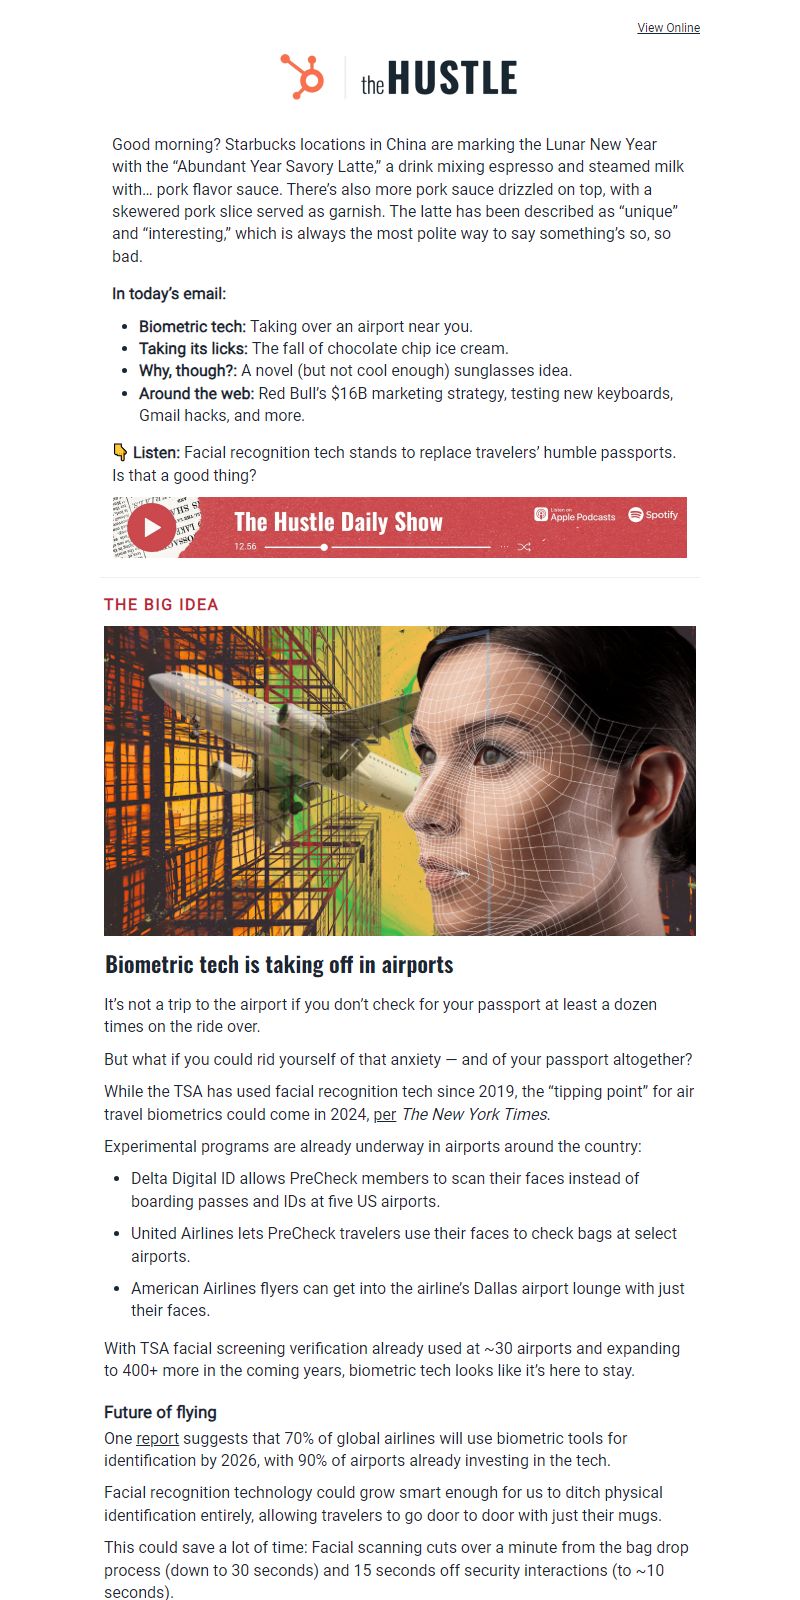 View Online
the HUSTLE
Good morning? Starbucks locations in China are marking the Lunar New Year
with the “Abundant Year Savory Latte,” a drink mixing espresso and steamed milk
with… pork flavor sauce. There’s also more pork sauce drizzled on top, with a
skewered pork slice served as garnish. The latte has been described as “unique”
and “interesting,” which is always the most polite way to say something’s so, so
bad.
In today’s email:
• Biometric tech: Taking over an airport near you.
• Taking its licks: The fall of chocolate chip ice cream.
• Why, though?: A novel (but not cool enough) sunglasses idea.
• Around the web: Red Bull’s $16B marketing strategy, testing new keyboards,
Gmail hacks, and more.
👇 Listen: Facial recognition tech stands to replace travelers’ humble passports.
Is that a good thing?
The Hustle Daily Show
12.56
Listen on
Apple Podcasts
Spotify
THE BIG IDEA
Biometric tech is taking off in airports
It’s not a trip to the airport if you don’t check for your passport at least a dozen
times on the ride over.
But what if you could rid yourself of that anxiety — and of your passport altogether?
While the TSA has used facial recognition tech since 2019, the “tipping point” for air
travel biometrics could come in 2024, per The New York Times.
Experimental programs are already underway in airports around the country:
• Delta Digital ID allows PreCheck members to scan their faces instead of
boarding passes and IDs at five US airports.
• United Airlines lets PreCheck travelers use their faces to check bags at select
airports.
• American Airlines flyers can get into the airline’s Dallas airport lounge with just
their faces.
With TSA facial screening verification already used at ~30 airports and expanding
to 400+ more in the coming years, biometric tech looks like it’s here to stay.
Future of flying
One report suggests that 70% of global airlines will use biometric tools for
identification by 2026, with 90% of airports already investing in the tech.
Facial recognition technology could grow smart enough for us to ditch physical
identification entirely, allowing travelers to go door to door with just their mugs.
This could save a lot of time: Facial scanning cuts over a minute from the bag drop
process (down to 30 seconds) and 15 seconds off security interactions (to ~10
seconds).